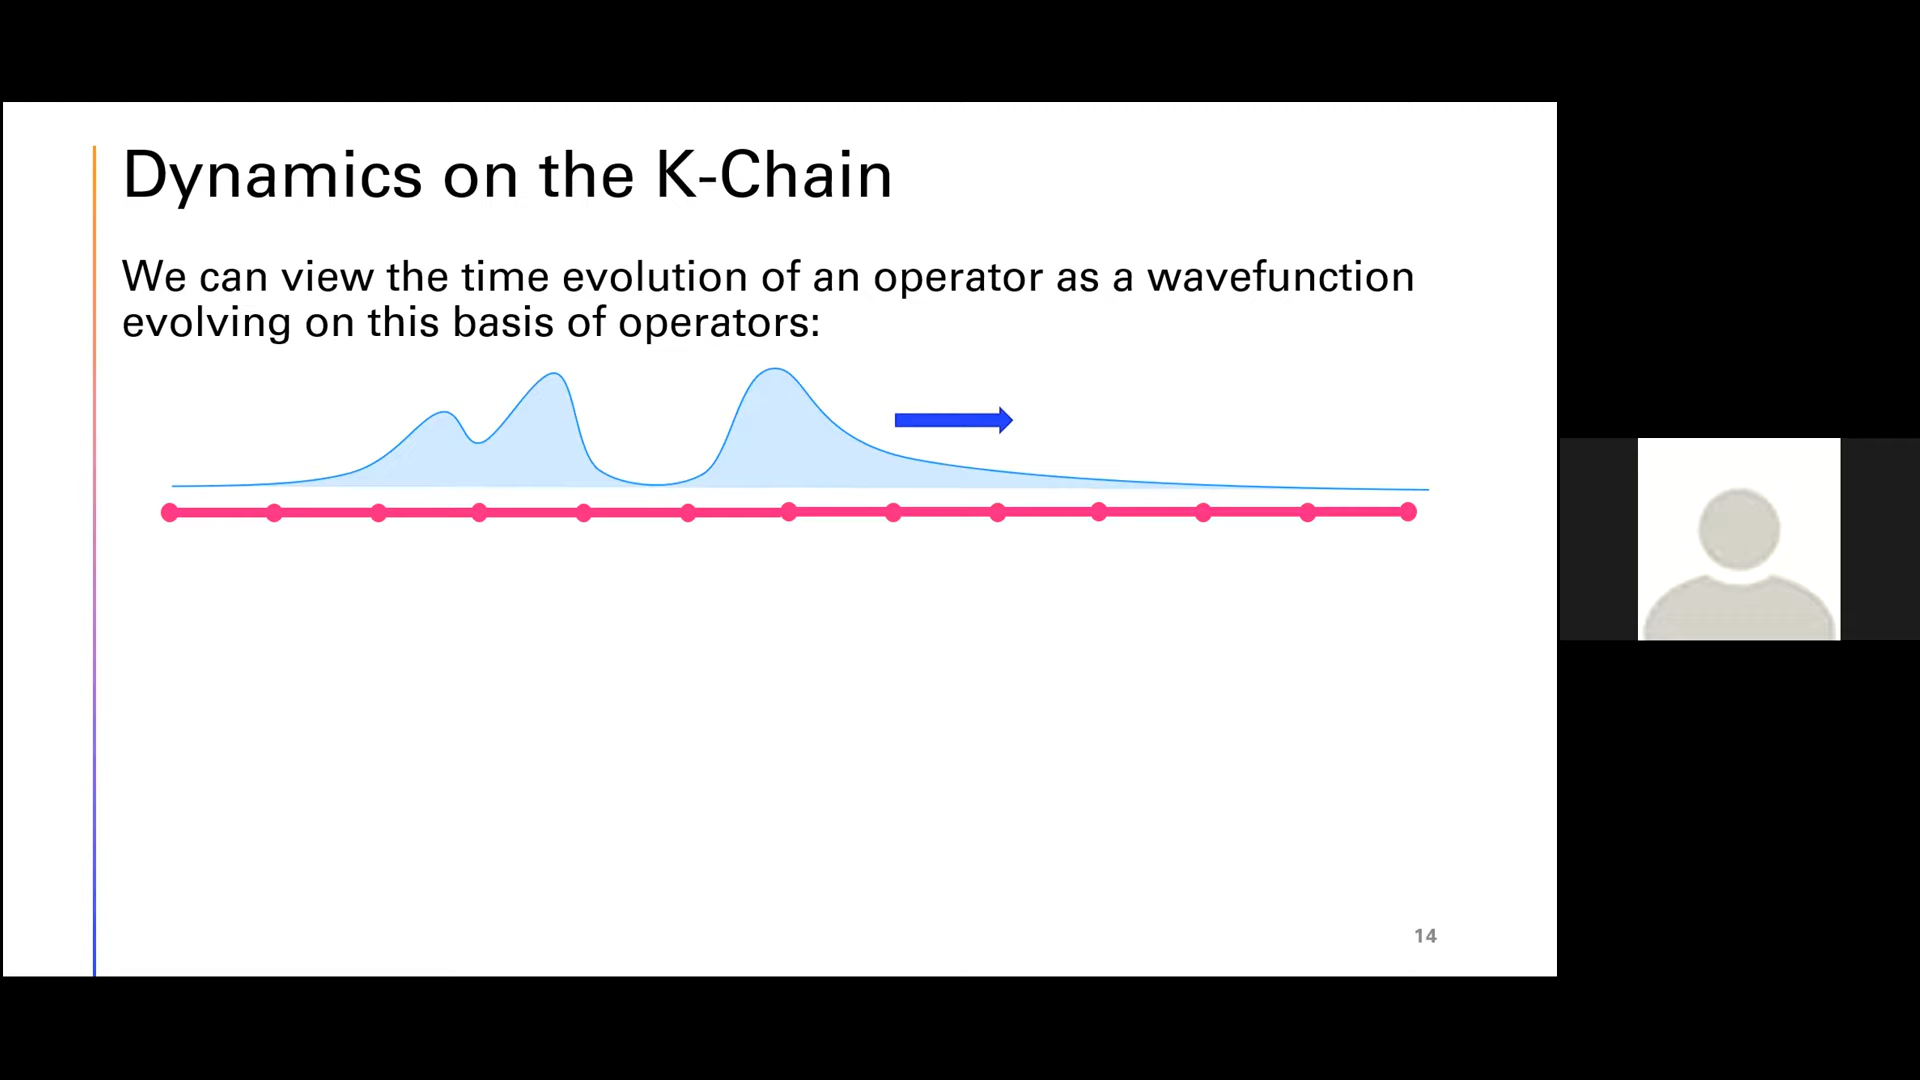 Dynamics on the K-Chain
We can view the time evolution of an operator as a wavefunction
evolving on this basis of operators:
14